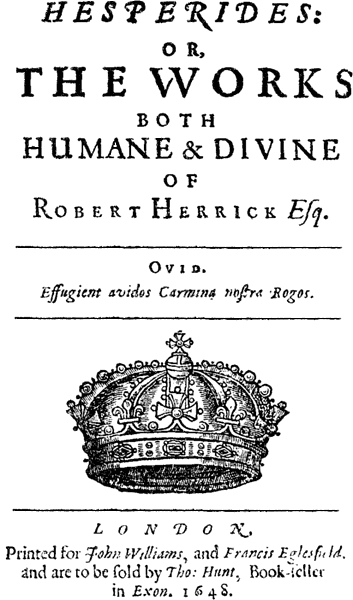 HESPERIDES:
OR,
THE WORKS
BOTH
HUMANE & DIVINE
OF
ROBERT HERRICK Esq.
OVID.
Effugient avidos Carmina nostra Rogos.
LONDON,
Printed for John Williams, and Francis Eglesfield,
and are to be sold by Tho: Hunt, Book-seller
in Exon. 1648.